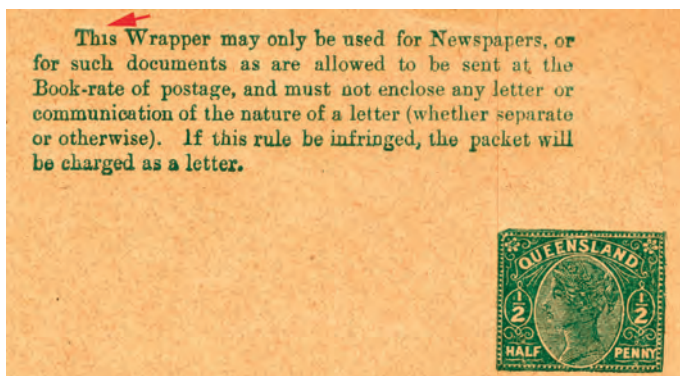 This Wrapper may only be used for Newspapers, or
for such documents as are allowed to be sent at the
Book-rate of postage, and must not enclose any letter or
communication of the nature of a letter (whether separate
or otherwise). If this rule be infringed, the packet will
be charged as a letter.
QUEENSLAND
1/2 1/2
HALF PENNY